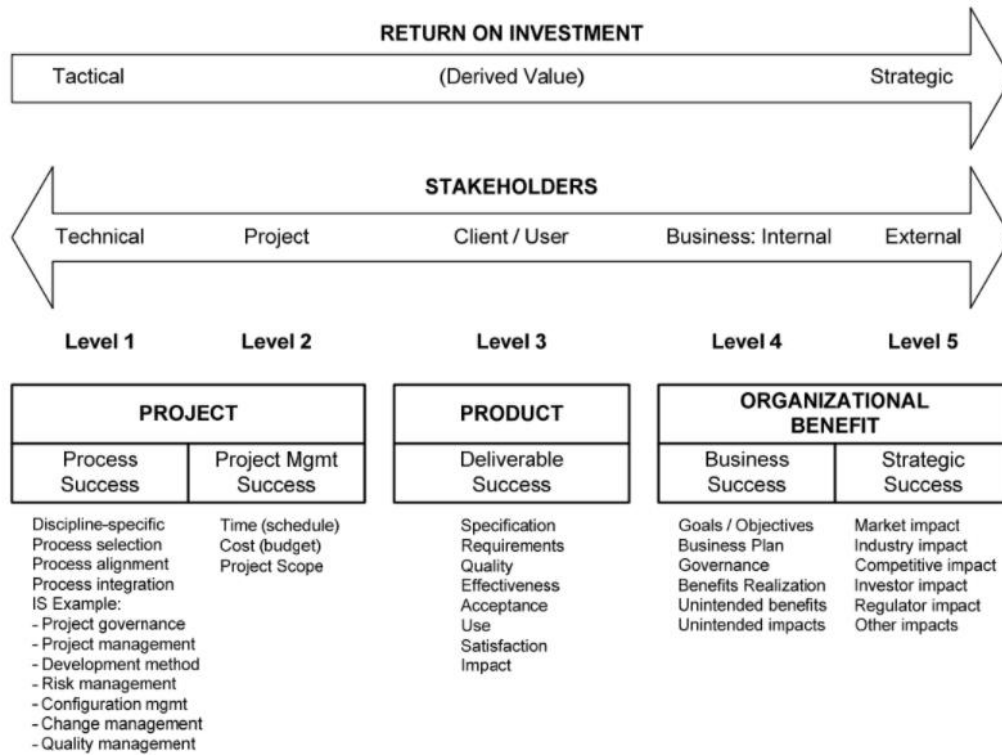 RETURN ON INVESTMENT
Tactical (Derived Value) Strategic
STAKEHOLDERS
Technical Project Client / User Business: Internal External
Level 1 Level 2 Level 3 Level 4 Level 5
PROJECT
Process
Success
Project Mgmt
Success
Discipline-specific
Process selection
Process alignment
Process integration
IS Example:
- Project governance
- Project management
- Development method
- Risk management
- Configuration mgmt
- Change management
- Quality management
Time (schedule)
Cost (budget)
Project Scope
PRODUCT
Deliverable
Success
Specification
Requirements
Quality
Effectiveness
Acceptance
Use
Satisfaction
Impact
ORGANIZATIONAL
BENEFIT
Business
Success
Strategic
Success
Goals / Objectives
Business Plan
Governance
Benefits Realization
Unintended benefits
Unintended impacts
Market impact
Industry impact
Competitive impact
Investor impact
Regulator impact
Other impacts